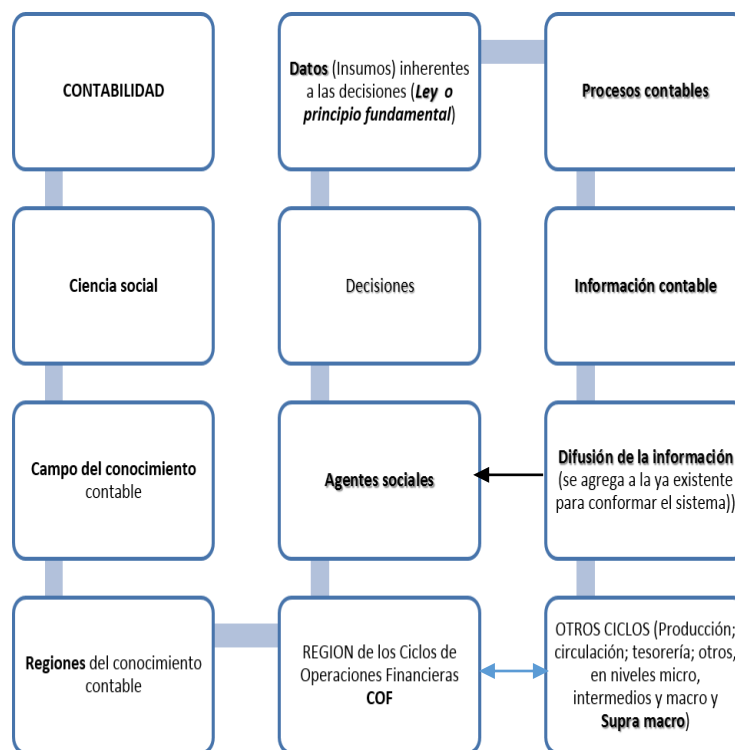 CONTABILIDAD
Ciencia social
Campo del conocimiento
contable
Regiones del conocimiento
contable
REGION de los Ciclos de
Operaciones Financieras
COF
Agentes sociales
Decisiones
Datos (Insumos) inherentes
a las decisiones (Ley o
principio fundamental)
Procesos contables
Información contable
Difusión de la información
(se agrega a la ya existente
para conformar el sistema))
OTROS CICLOS (Producción;
circulación; tesorería; otros,
en niveles micro,
intermedios y macro y
Supra macro)